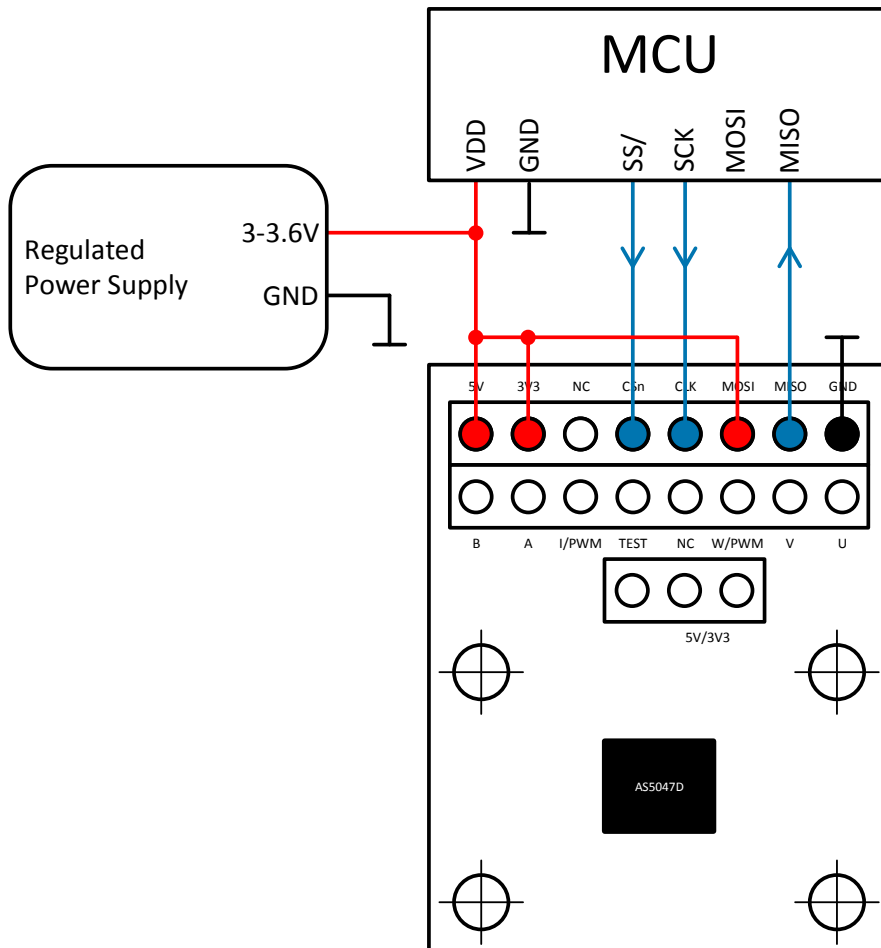 MCU
VDD
GND
SS/
SCK
MOSI
MISO
Regulated
Power Supply
3-3.6V
GND
5V
3V3
NC
CSn
CLK
MOSI
MISO
GND
B
A
I/PWM
TEST
NC
W/PWM
V
U
5V/3V3
AS5047D